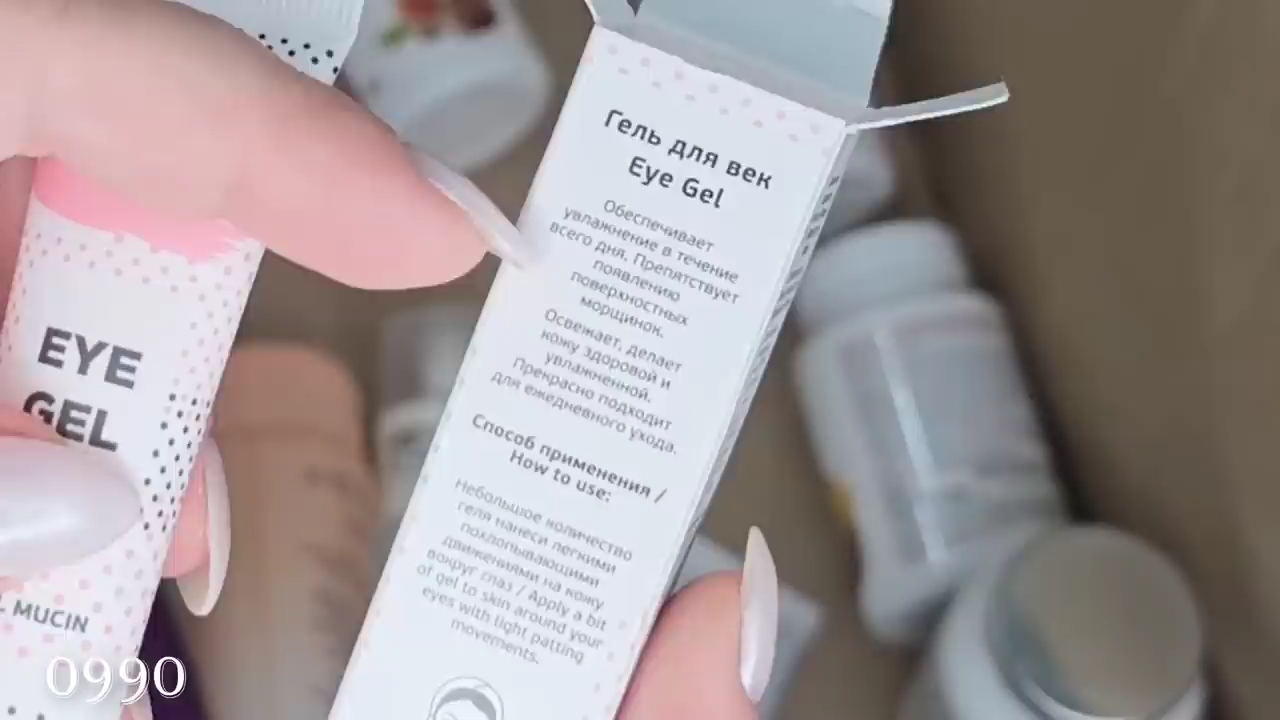 Гель для век
Eye Gel
Обеспечивает
увлажнение в течение
всего дня. Препятствует
появлению
поверхностных
морщинок.
Освежает, делает
кожу здоровой и
увлажненной.
Прекрасно подходит
для ежедневного ухода.
Способ применения /
How to use:
Небольшое количество
геля нанеси легкими
похлопывающими
движениями на кожу
вокруг глаз / Apply a bit
of gel to skin around your
eyes with light patting
movements.
EYE
GEL
MUCIN
0990